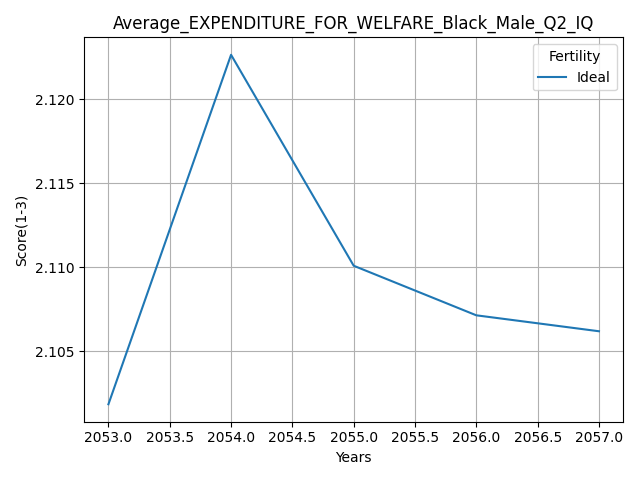 Average_EXPENDITURE_FOR_WELFARE_Black_Male_Q2_IQ
Fertility
Ideal
2.120
2.115
2.110
2.105
Score(1-3)
2053.0 2053.5 2054.0 2054.5 2055.0 2055.5 2056.0 2056.5 2057.0
Years